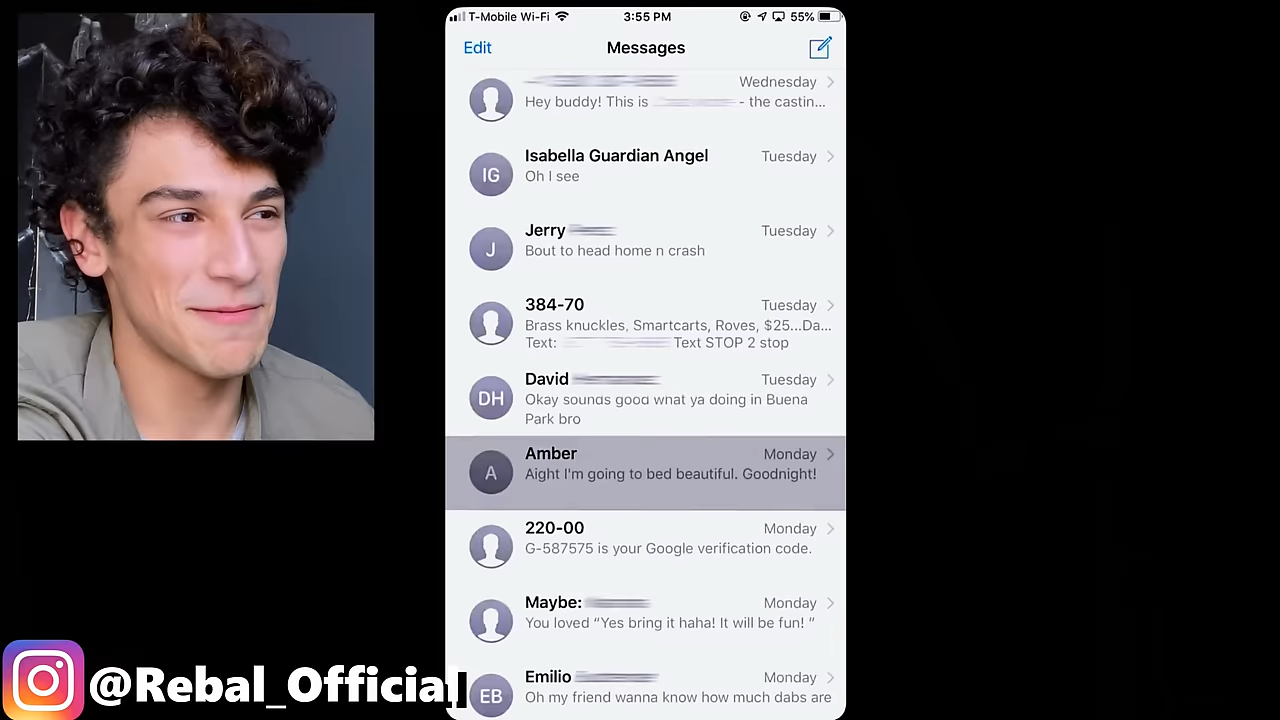 T-Mobile Wi-Fi 3:55 PM 55%
Edit Messages
Wednesday
Hey buddy! This is - the castin...
Isabella Guardian Angel Tuesday
IG
Oh I see
Jerry Tuesday
J
Bout to head home n crash
384-70 Tuesday
Brass knuckles, Smartcarts, Roves, $25...Da...
Text: Text STOP 2 stop
David Tuesday
DH
Okay sounds good what ya doing in Buena
Park bro
Amber Monday
A
Aight I'm going to bed beautiful. Goodnight!
220-00 Monday
G-587575 is your Google verification code.
Maybe: Monday
You loved “Yes bring it haha! It will be fun! ”
Emilio Monday
EB
Oh my friend wanna know how much dabs are
@Rebal_Official